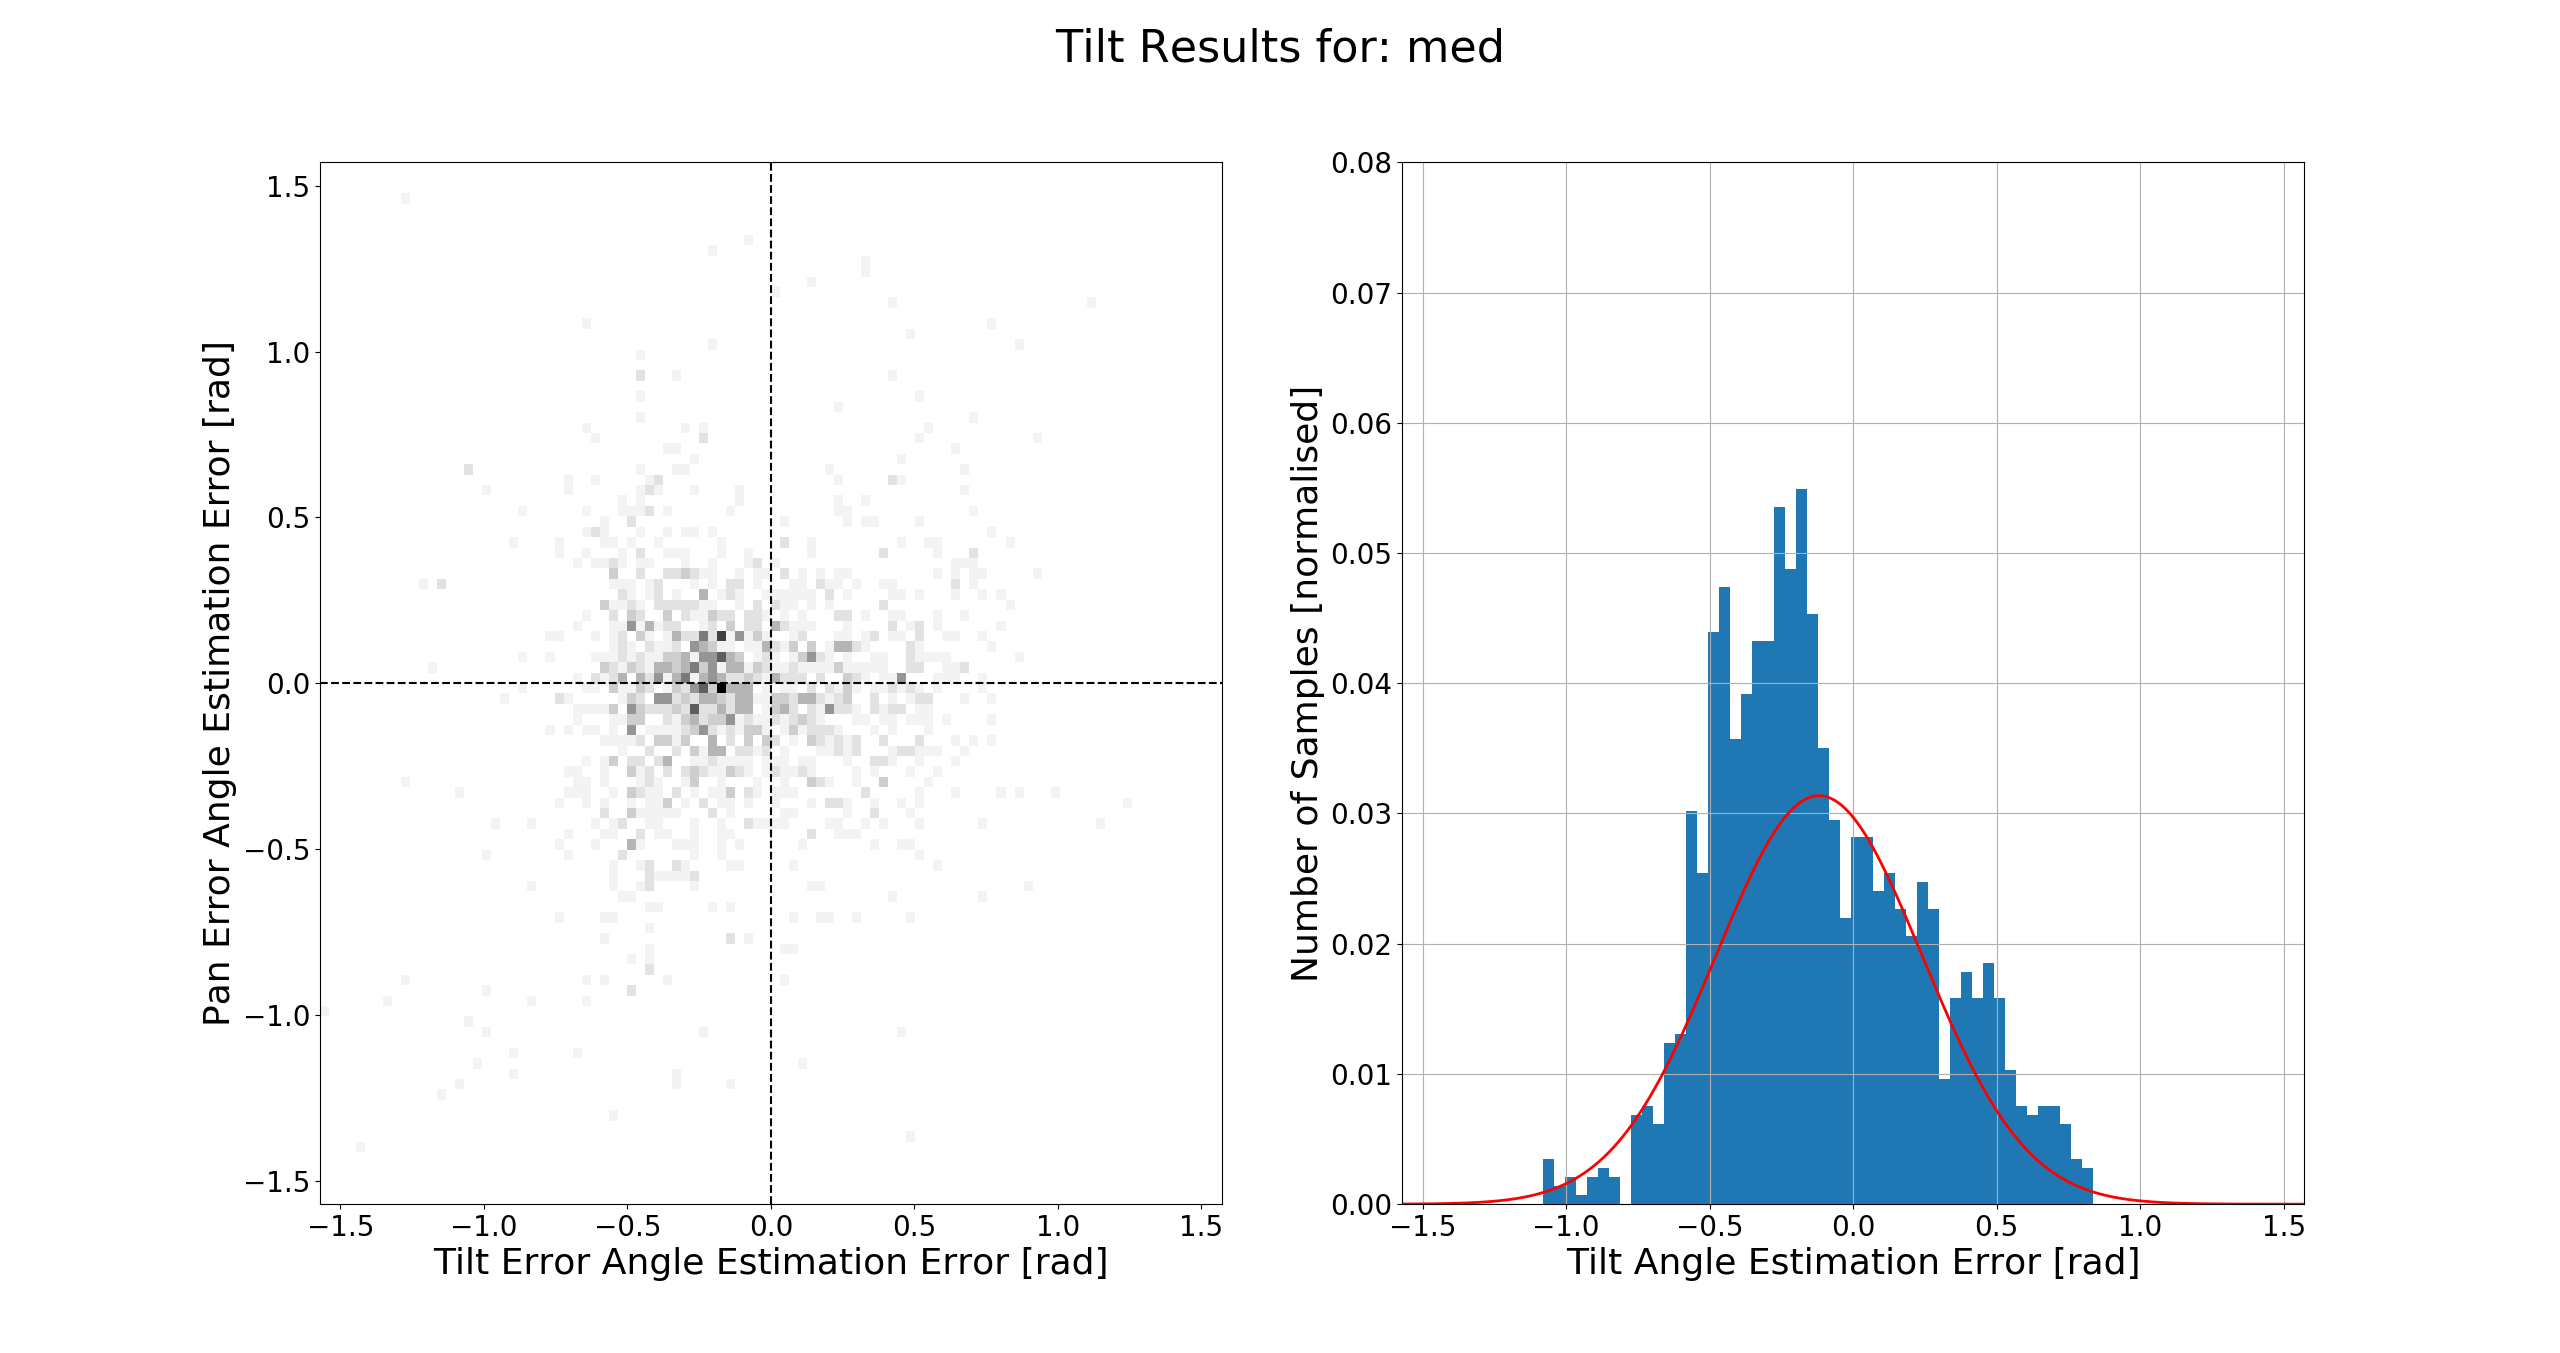 Tilt Results for: med
Pan Error Angle Estimation Error [rad]
1.5
1.0
0.5
0.0
−0.5
−1.0
−1.5
−1.5 −1.0 −0.5 0.0 0.5 1.0 1.5
Tilt Error Angle Estimation Error [rad]
Number of Samples [normalised]
0.08
0.07
0.06
0.05
0.04
0.03
0.02
0.01
0.00
−1.5 −1.0 −0.5 0.0 0.5 1.0 1.5
Tilt Angle Estimation Error [rad]